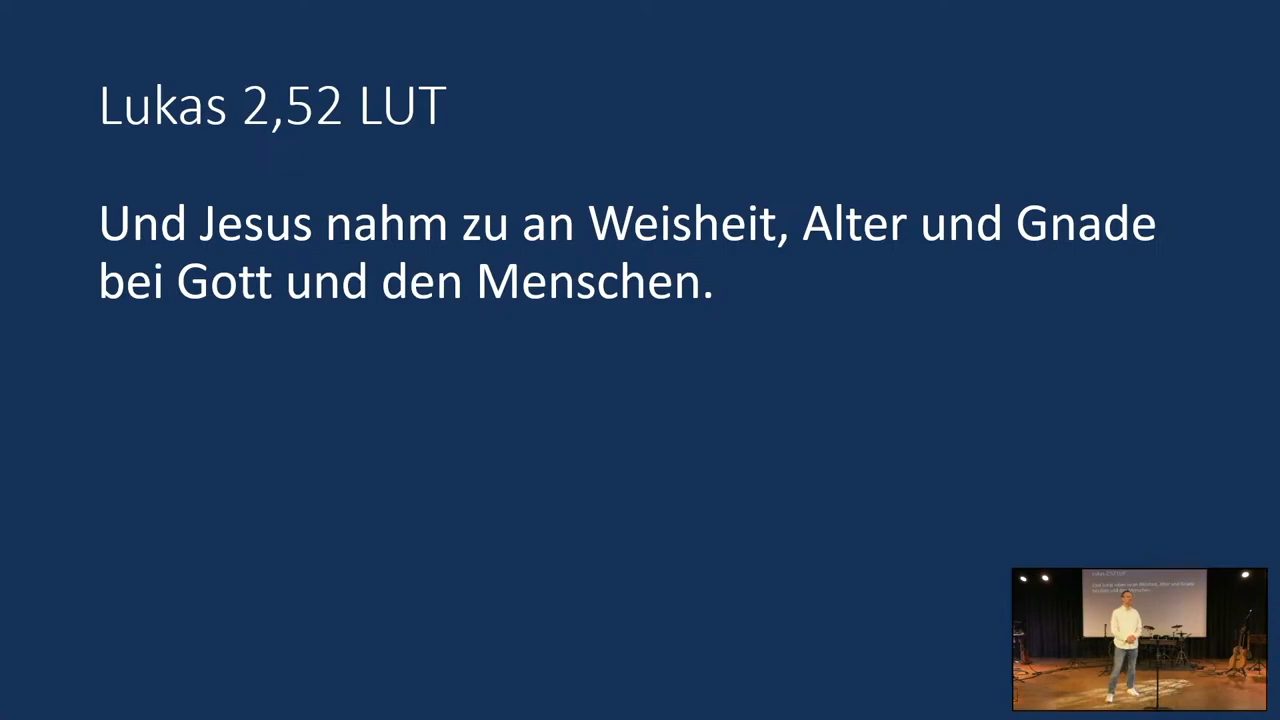 Lukas 2,52 LUT
Und Jesus nahm zu an Weisheit, Alter und Gnade
bei Gott und den Menschen.